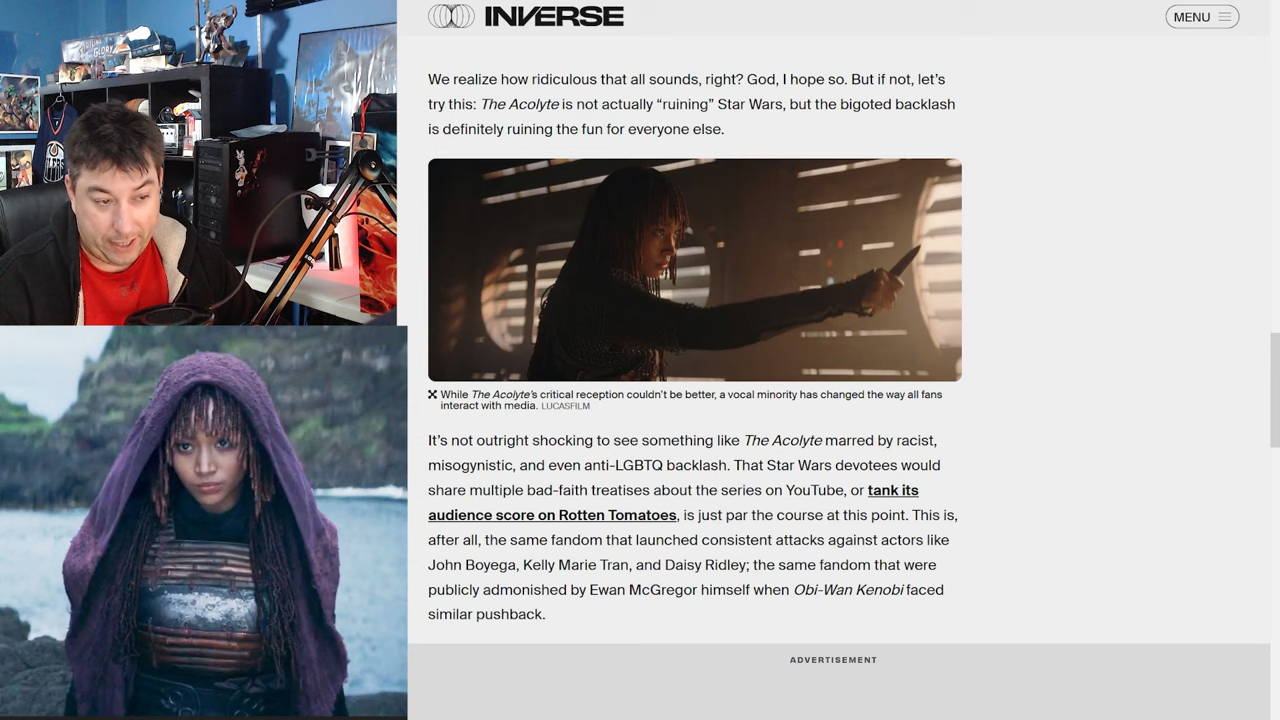 INVERSE
MENU
We realize how ridiculous that all sounds, right? God, I hope so. But if not, let's
try this: The Acolyte is not actually “ruining” Star Wars, but the bigoted backlash
is definitely ruining the fun for everyone else.
While The Acolyte's critical reception couldn't be better, a vocal minority has changed the way all fans
interact with media. LUCASFILM
It's not outright shocking to see something like The Acolyte marred by racist,
misogynistic, and even anti-LGBTQ backlash. That Star Wars devotees would
share multiple bad-faith treatises about the series on YouTube, or tank its
audience score on Rotten Tomatoes, is just par the course at this point. This is,
after all, the same fandom that launched consistent attacks against actors like
John Boyega, Kelly Marie Tran, and Daisy Ridley; the same fandom that were
publicly admonished by Ewan McGregor himself when Obi-Wan Kenobi faced
similar pushback.
ADVERTISEMENT
GLORY